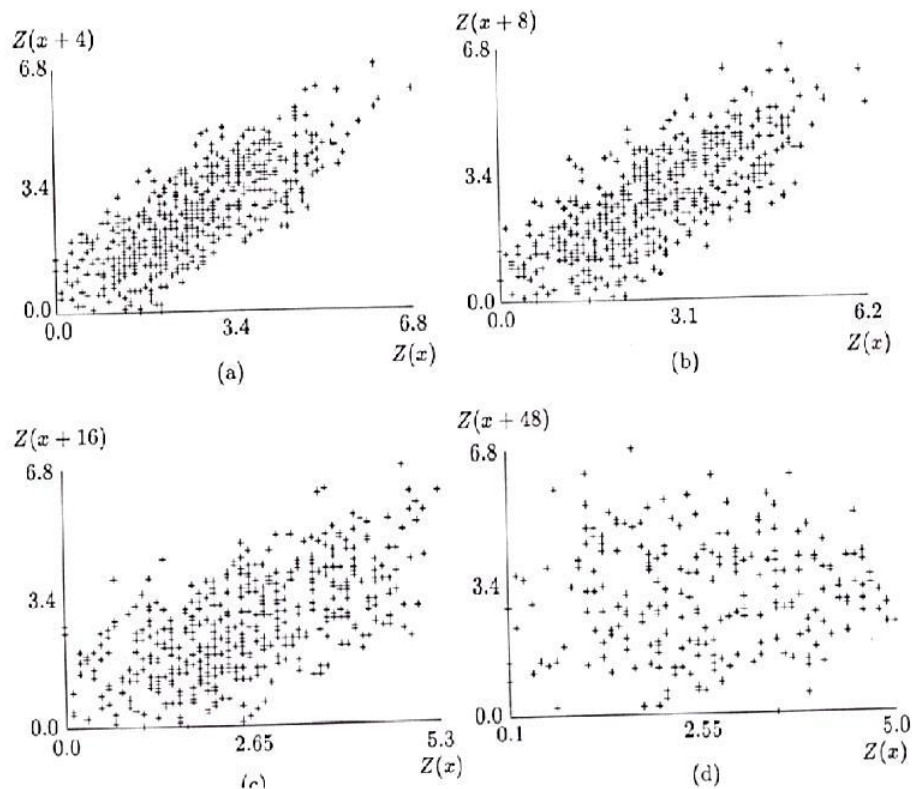 Z(x + 4)
6.8
3.4
0.0
0.0 3.4 6.8
Z(x)
(a)
Z(x + 8)
6.8
3.4
0.0
0.0 3.1 6.2
Z(x)
(b)
Z(x + 16)
6.8
3.4
0.0
0.0 2.65 5.3
Z(x)
(c)
Z(x + 48)
6.8
3.4
0.0
0.1 2.55 5.0
Z(x)
(d)